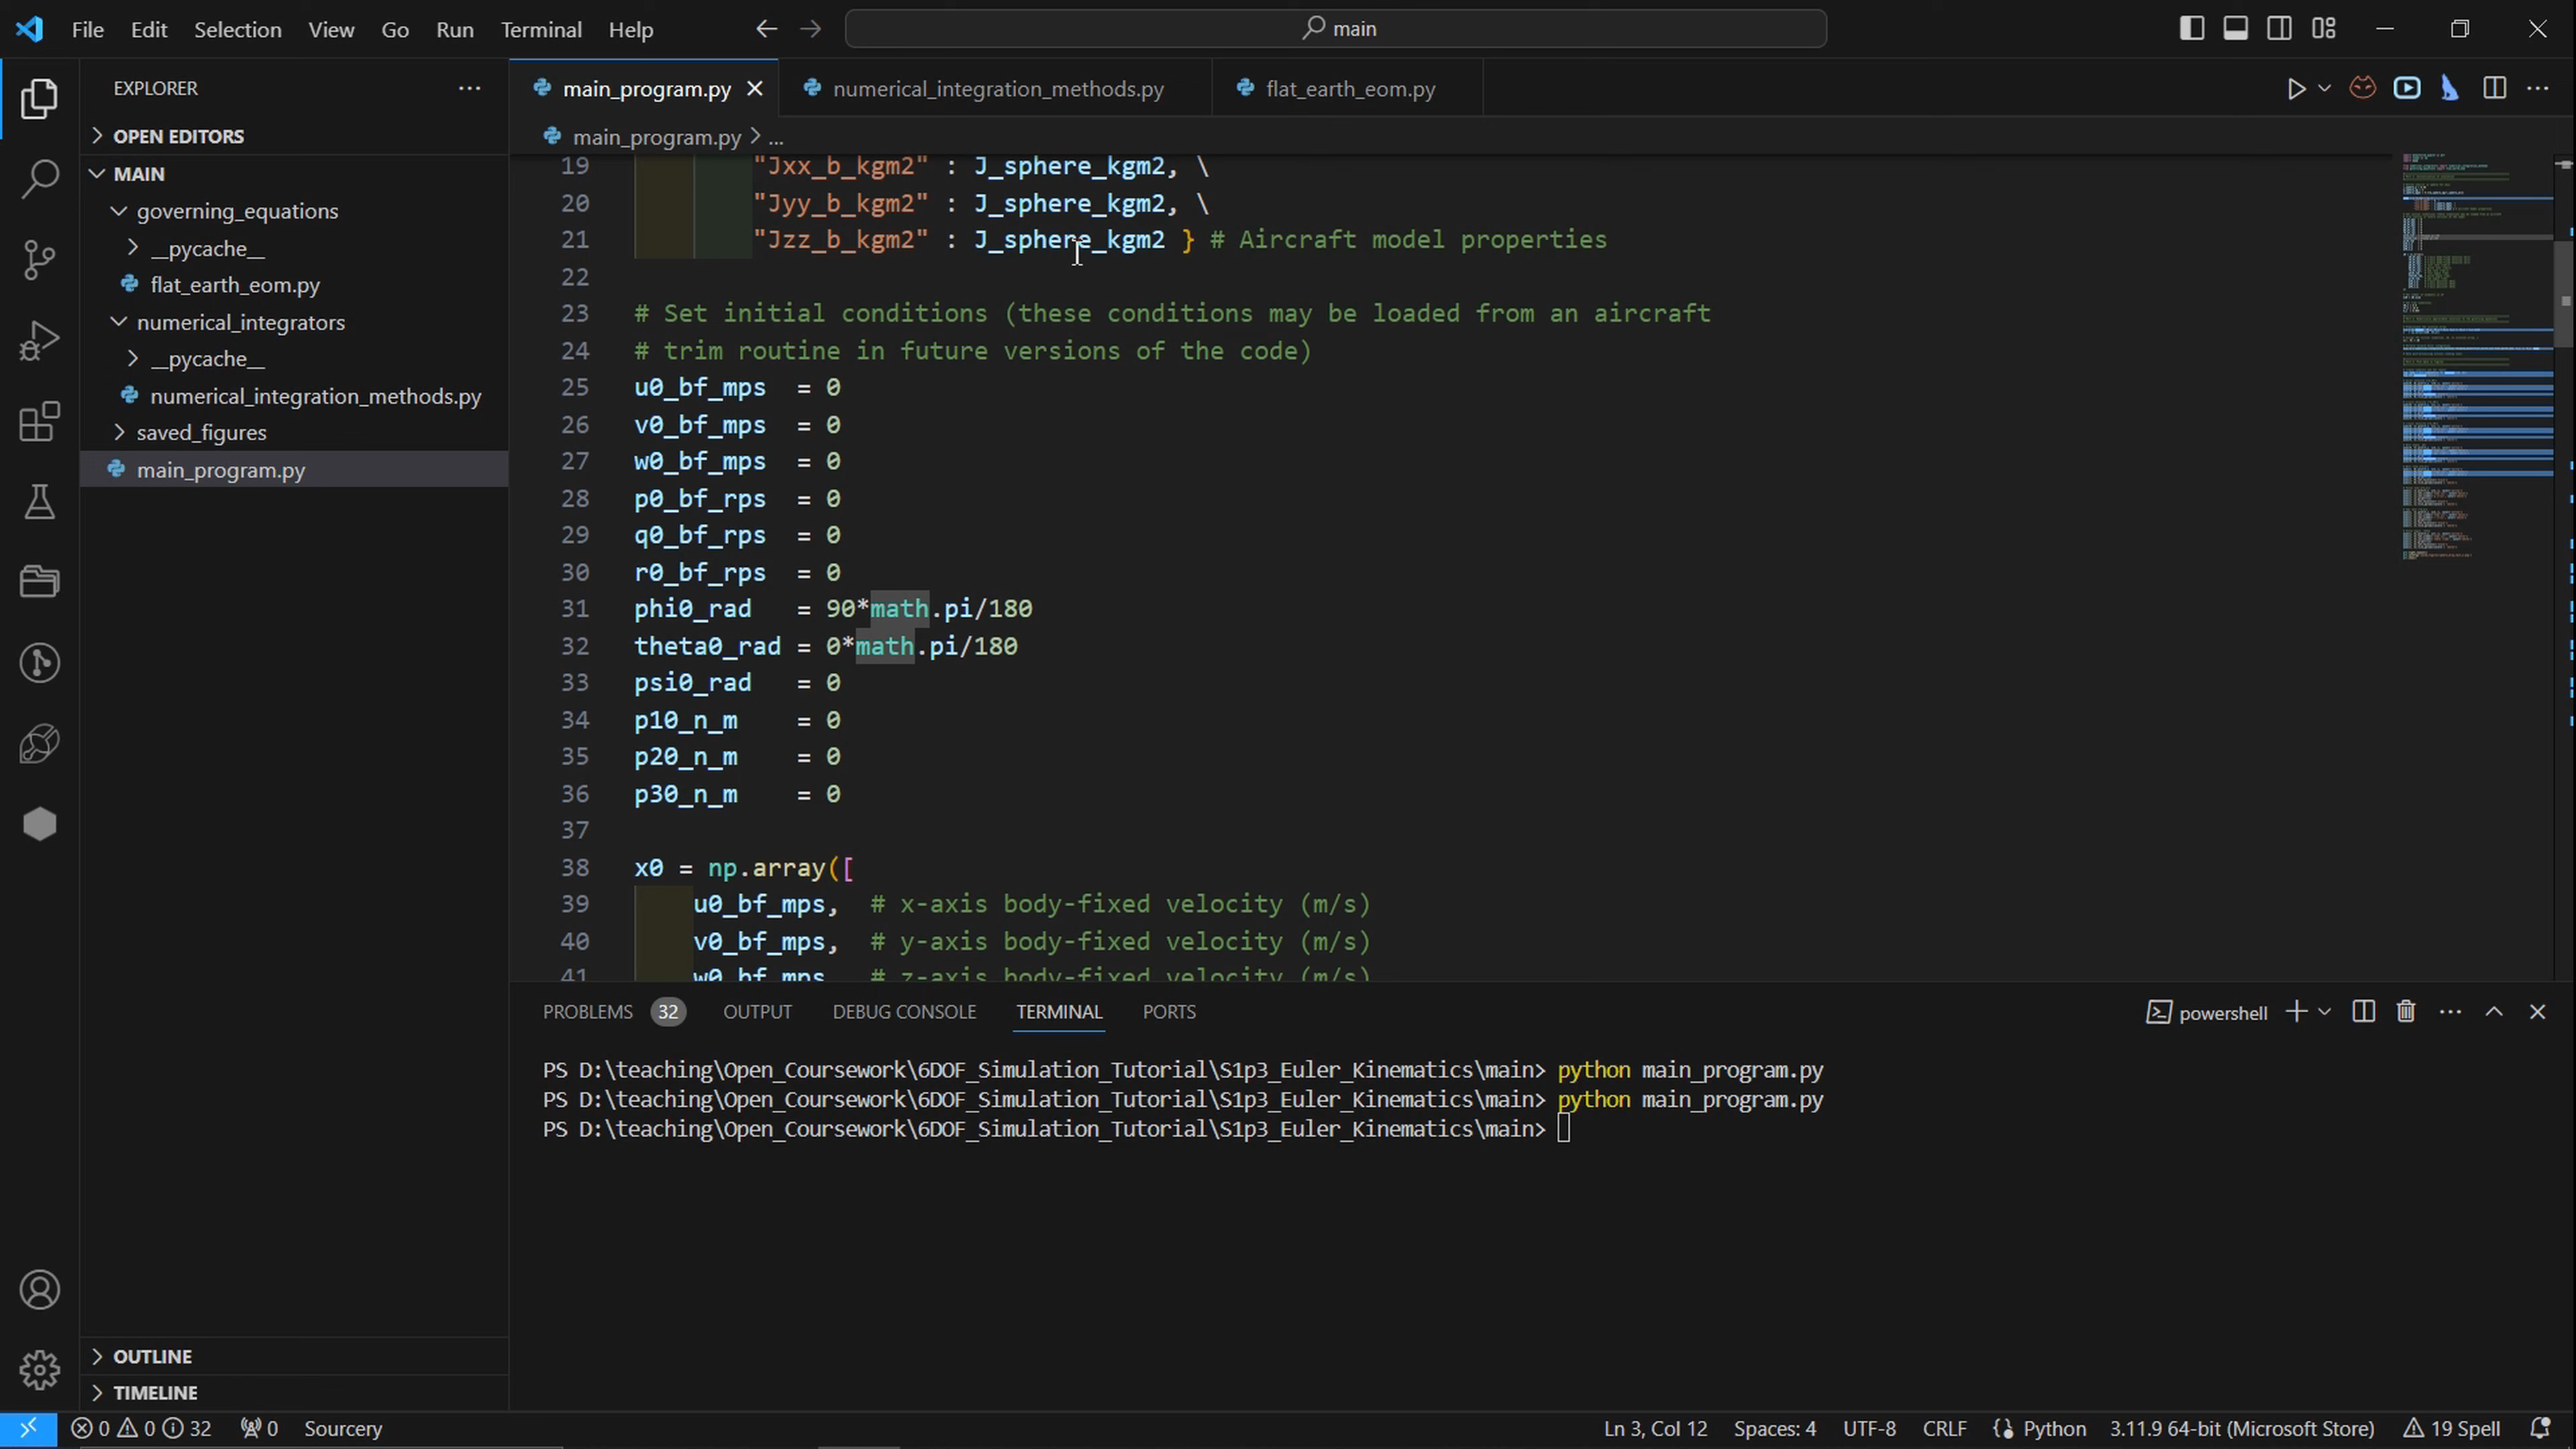 File Edit Selection View Go Run Terminal Help
main
EXPLORER
OPEN EDITORS
MAIN
governing_equations
__pycache__
flat_earth_eom.py
numerical_integrators
__pycache__
numerical_integration_methods.py
saved_figures
main_program.py
OUTLINE
TIMELINE
main_program.py numerical_integration_methods.py flat_earth_eom.py
main_program.py > ...
19 "Jxx_b_kgm2" : J_sphere_kgm2, \
20 "Jyy_b_kgm2" : J_sphere_kgm2, \
21 "Jzz_b_kgm2" : J_sphere_kgm2 } # Aircraft model properties
22
23 # Set initial conditions (these conditions may be loaded from an aircraft
24 # trim routine in future versions of the code)
25 u0_bf_mps = 0
26 v0_bf_mps = 0
27 w0_bf_mps = 0
28 p0_bf_rps = 0
29 q0_bf_rps = 0
30 r0_bf_rps = 0
31 phi0_rad = 90*math.pi/180
32 theta0_rad = 0*math.pi/180
33 psi0_rad = 0
34 p10_n_m = 0
35 p20_n_m = 0
36 p30_n_m = 0
37
38 x0 = np.array([
39 u0_bf_mps, # x-axis body-fixed velocity (m/s)
40 v0_bf_mps, # y-axis body-fixed velocity (m/s)
41 w0_bf_mps, # z-axis body-fixed velocity (m/s)
PROBLEMS 32 OUTPUT DEBUG CONSOLE TERMINAL PORTS
powershell
PS D:\teaching\Open_Coursework\6DOF_Simulation_Tutorial\S1p3_Euler_Kinematics\main> python main_program.py
PS D:\teaching\Open_Coursework\6DOF_Simulation_Tutorial\S1p3_Euler_Kinematics\main> python main_program.py
PS D:\teaching\Open_Coursework\6DOF_Simulation_Tutorial\S1p3_Euler_Kinematics\main>
0 0 32 0 Sourcery Ln 3, Col 12 Spaces: 4 UTF-8 CRLF Python 3.11.9 64-bit (Microsoft Store) 19 Spell